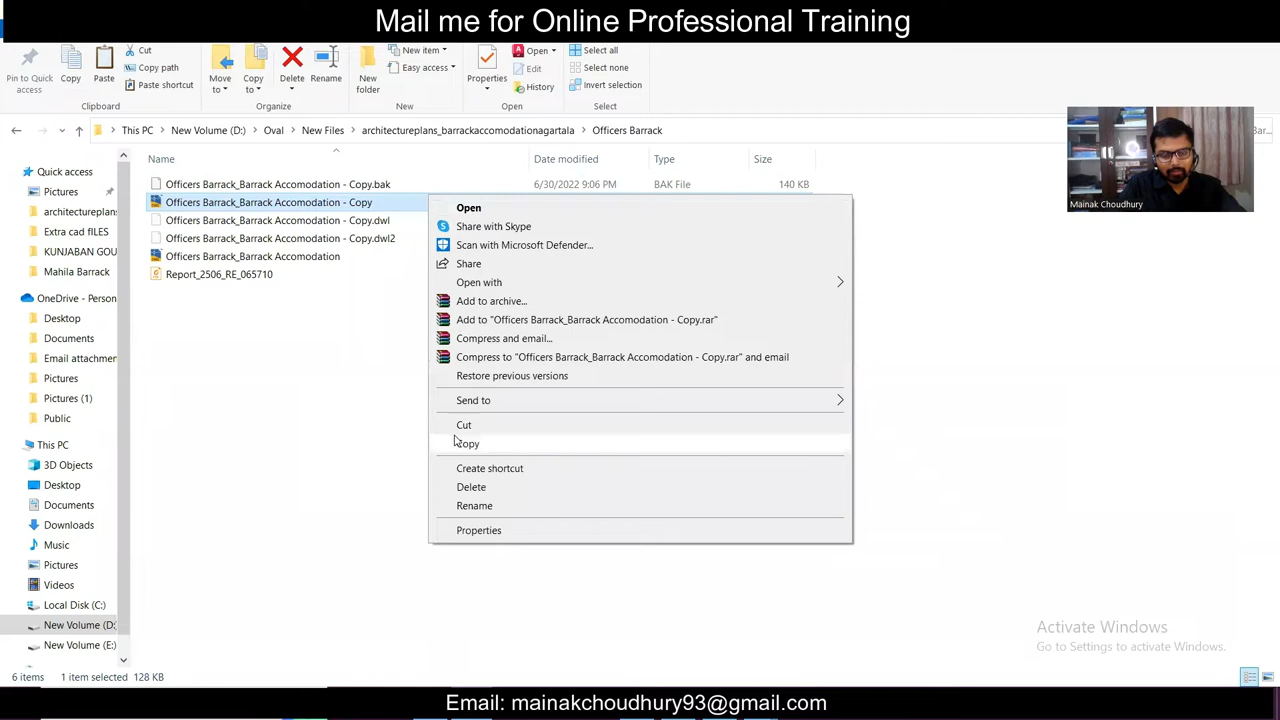 Mail me for Online Professional Training
Pin to Quick access
Copy
Paste
Cut
Copy path
Paste shortcut
Clipboard
Move to
Copy to
Delete
Rename
Organize
New folder
New item
Easy access
New
Properties
Open
Edit
History
Open
Select all
Select none
Invert selection
Select
This PC
New Volume (D:)
Oval
New Files
architectureplans_barrackaccomodationagartala
Officers Barrack
Bar...
Name
Date modified
Type
Size
Quick access
Pictures
architectureplans
Extra cad fILES
KUNJABAN GOU
Mahila Barrack
OneDrive - Person
Desktop
Documents
Email attachmen
Pictures
Pictures (1)
Public
This PC
3D Objects
Desktop
Documents
Downloads
Music
Pictures
Videos
Local Disk (C:)
New Volume (D:
New Volume (E:)
Officers Barrack_Barrack Accomodation - Copy.bak
6/30/2022 9:06 PM
BAK File
140 KB
Officers Barrack_Barrack Accomodation - Copy
Officers Barrack_Barrack Accomodation - Copy.dwl
Officers Barrack_Barrack Accomodation - Copy.dwl2
Officers Barrack_Barrack Accomodation
Report_2506_RE_065710
Open
Share with Skype
Scan with Microsoft Defender...
Share
Open with
Add to archive...
Add to "Officers Barrack_Barrack Accomodation - Copy.rar"
Compress and email...
Compress to "Officers Barrack_Barrack Accomodation - Copy.rar" and email
Restore previous versions
Send to
Cut
Copy
Create shortcut
Delete
Rename
Properties
Mainak Choudhury
Activate Windows
Go to Settings to activate Windows.
6 items
1 item selected 128 KB
Email: mainakchoudhury93@gmail.com